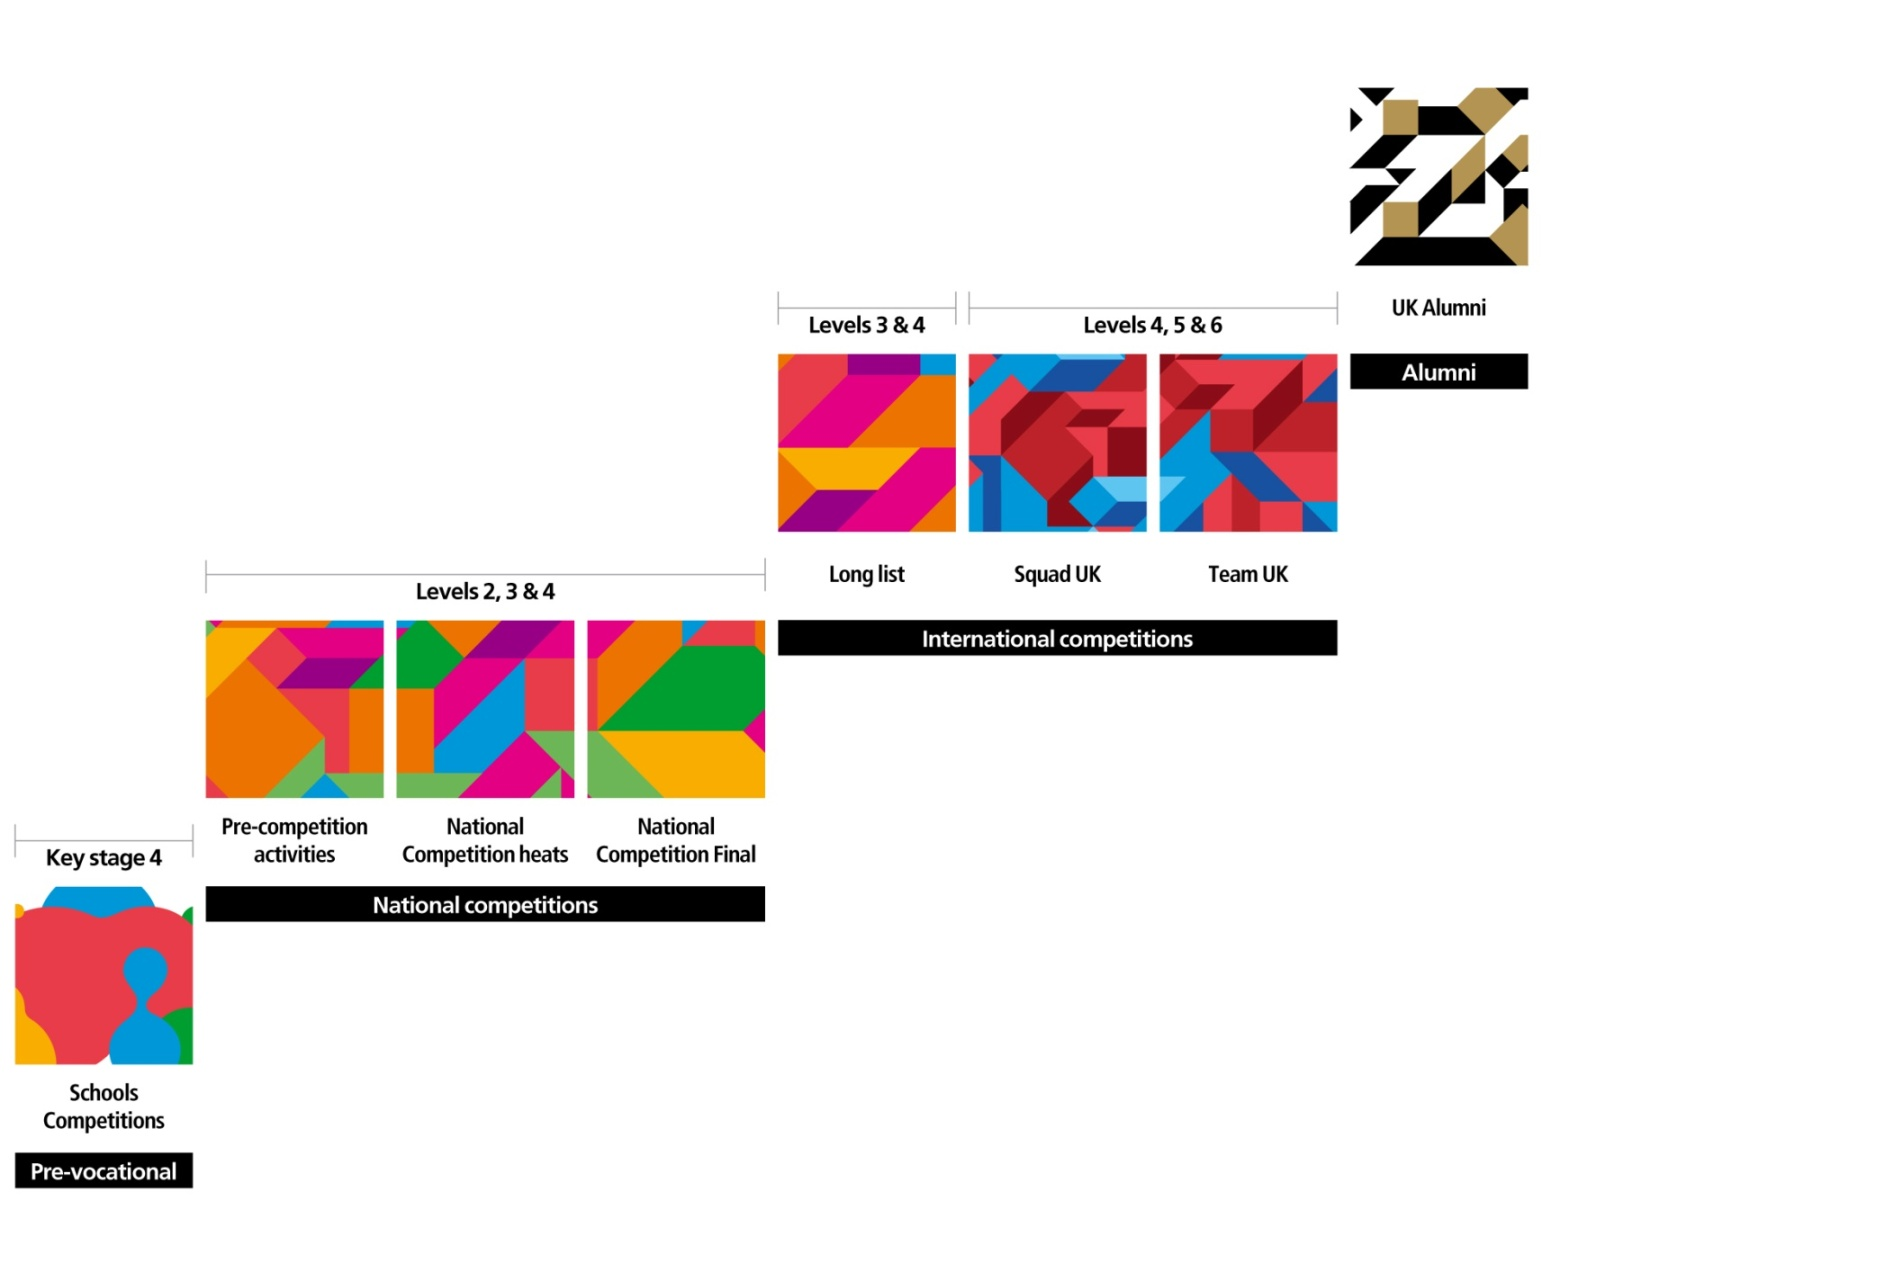 UK Alumni
Alumni
Levels 3 & 4
Levels 4, 5 & 6
Long list
Squad UK
Team UK
International competitions
Levels 2, 3 & 4
Pre-competition
activities
National
Competition heats
National
Competition Final
National competitions
Key stage 4
Schools
Competitions
Pre-vocational